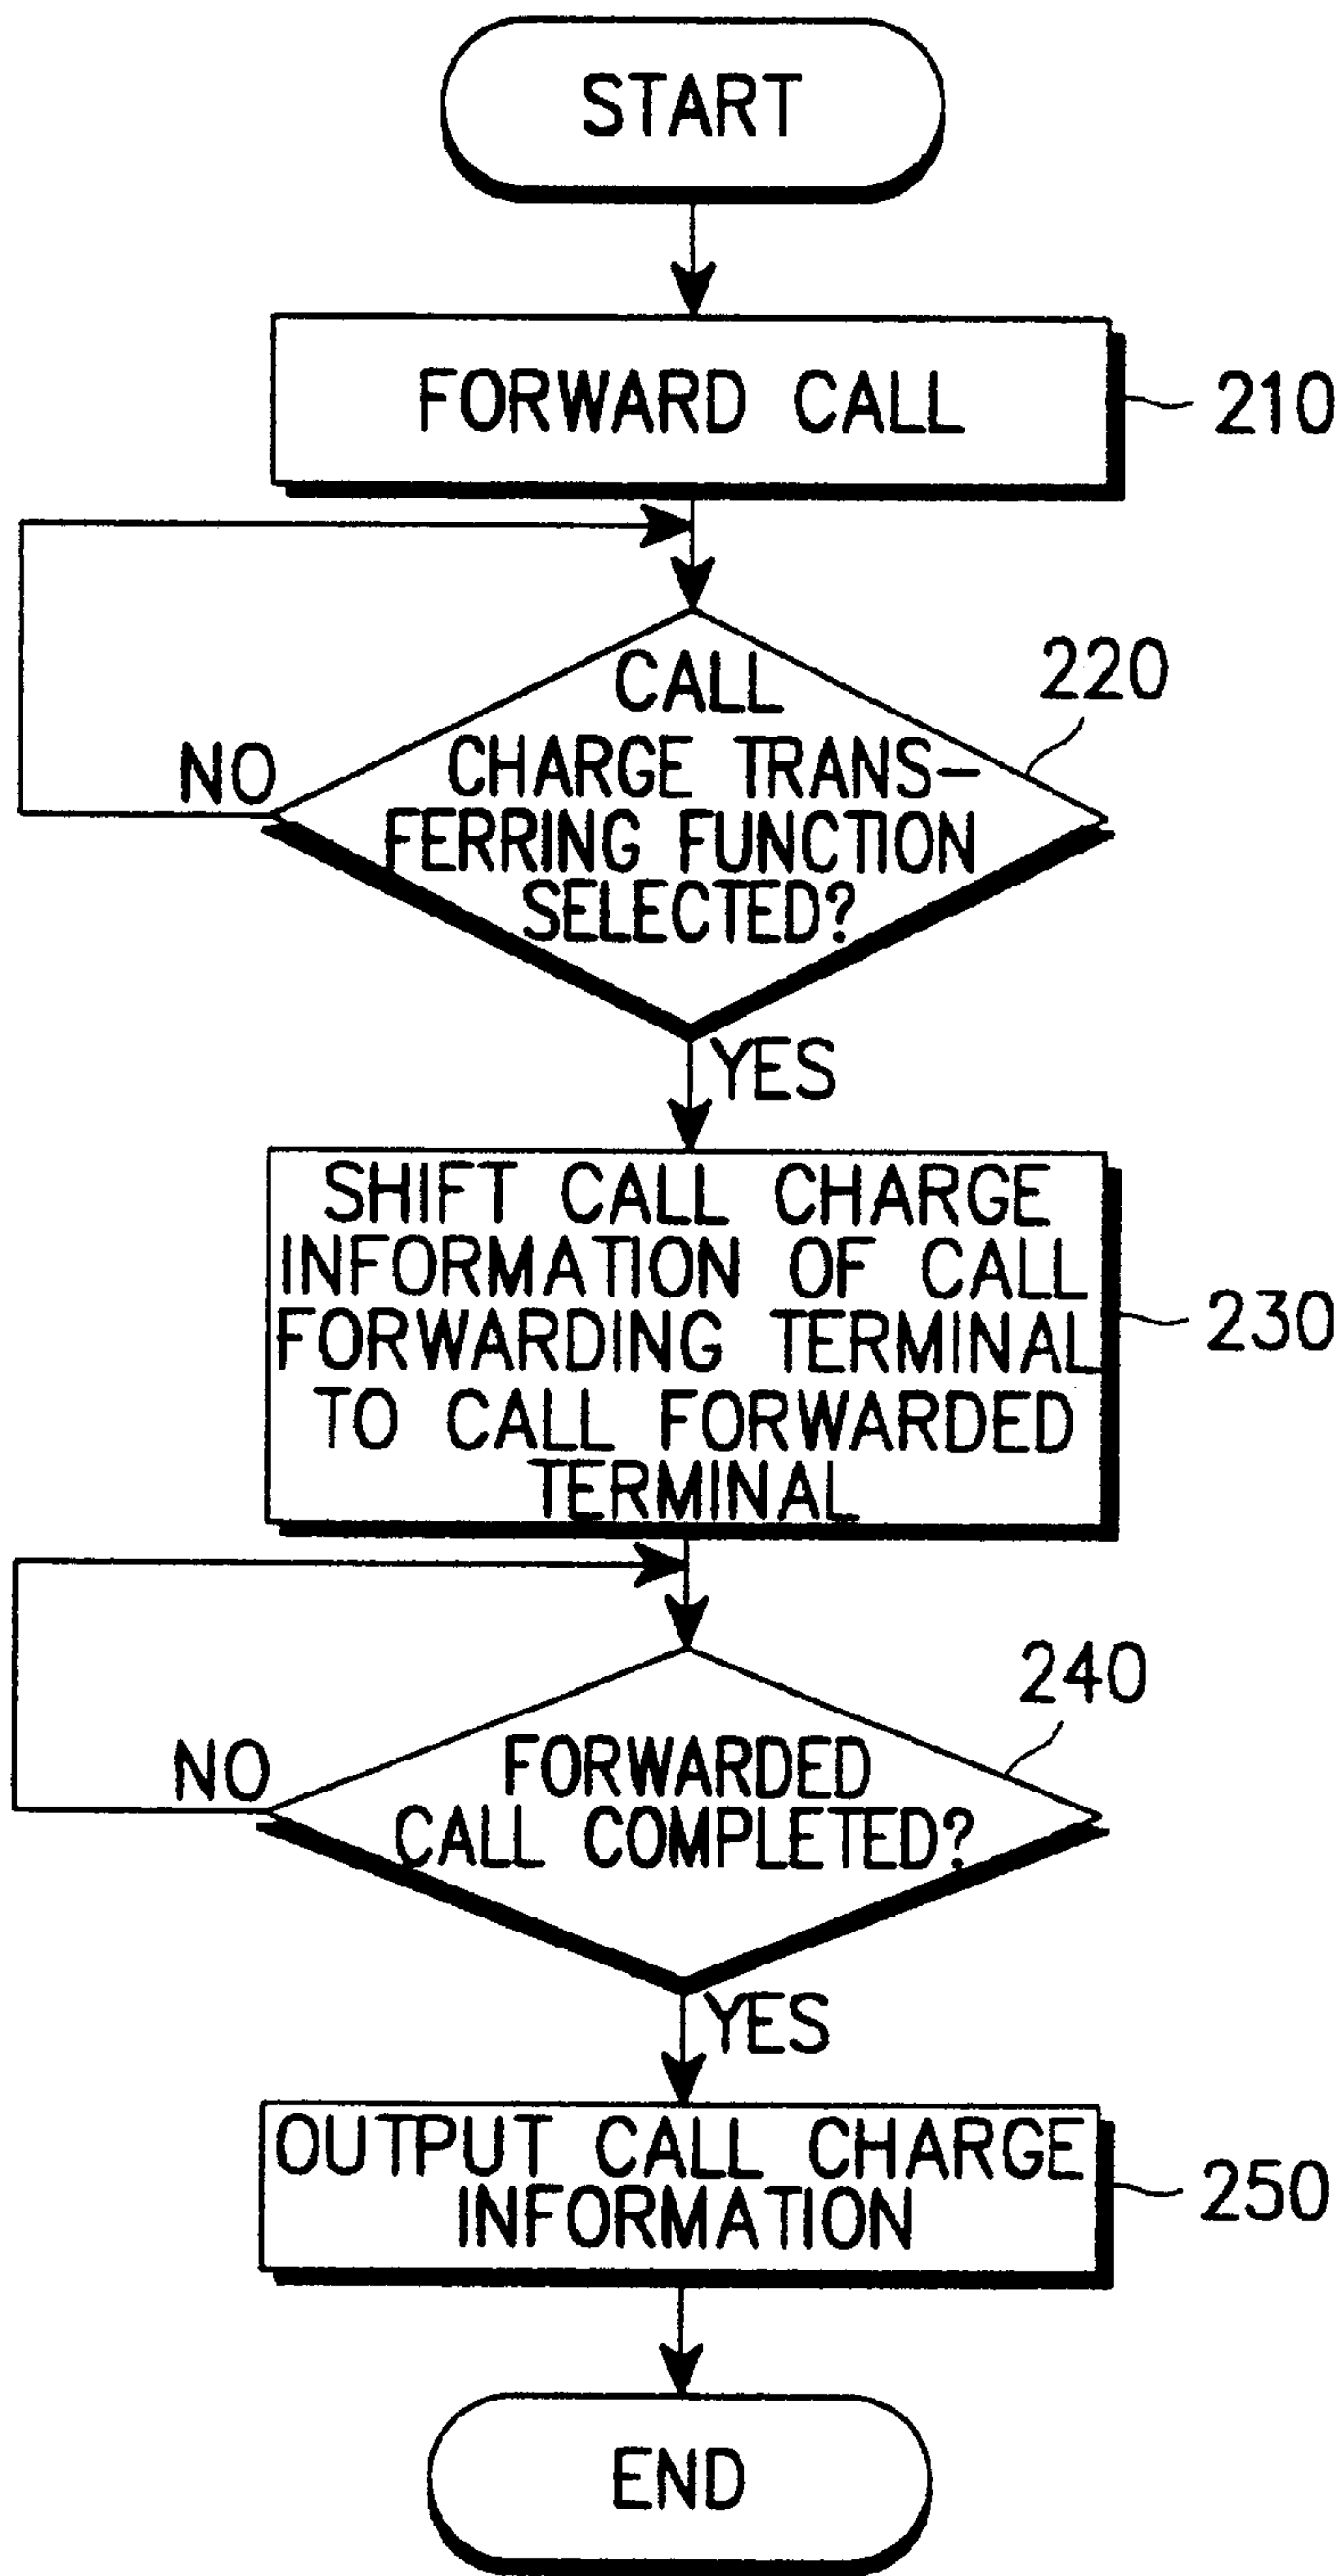 START
FORWARD CALL
210
CALL
CHARGE TRANS-
FERRING FUNCTION
SELECTED?
220
NO
YES
SHIFT CALL CHARGE
INFORMATION OF CALL
FORWARDING TERMINAL
TO CALL FORWARDED
TERMINAL
230
FORWARDED
CALL COMPLETED?
240
NO
YES
OUTPUT CALL CHARGE
INFORMATION
250
END